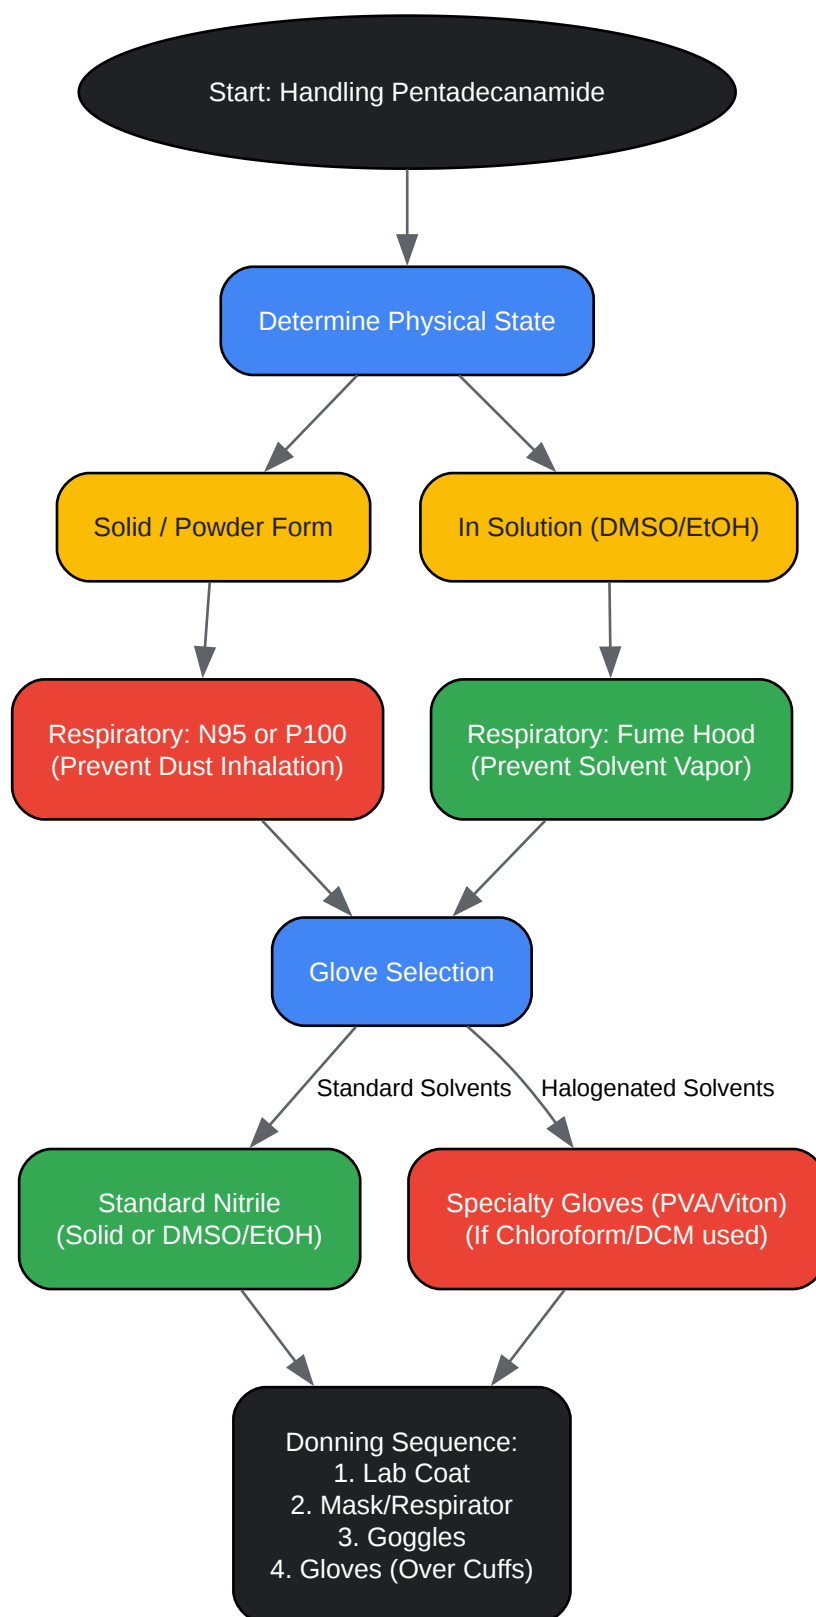 Start: Handling Pentadecanamide
Determine Physical State
Solid / Powder Form
In Solution (DMSO/EtOH)
Respiratory: N95 or P100
(Prevent Dust Inhalation)
Respiratory: Fume Hood
(Prevent Solvent Vapor)
Glove Selection
Standard Solvents
Halogenated Solvents
Standard Nitrile
(Solid or DMSO/EtOH)
Specialty Gloves (PVA/Viton)
(If Chloroform/DCM used)
Donning Sequence:
1. Lab Coat
2. Mask/Respirator
3. Goggles
4. Gloves (Over Cuffs)